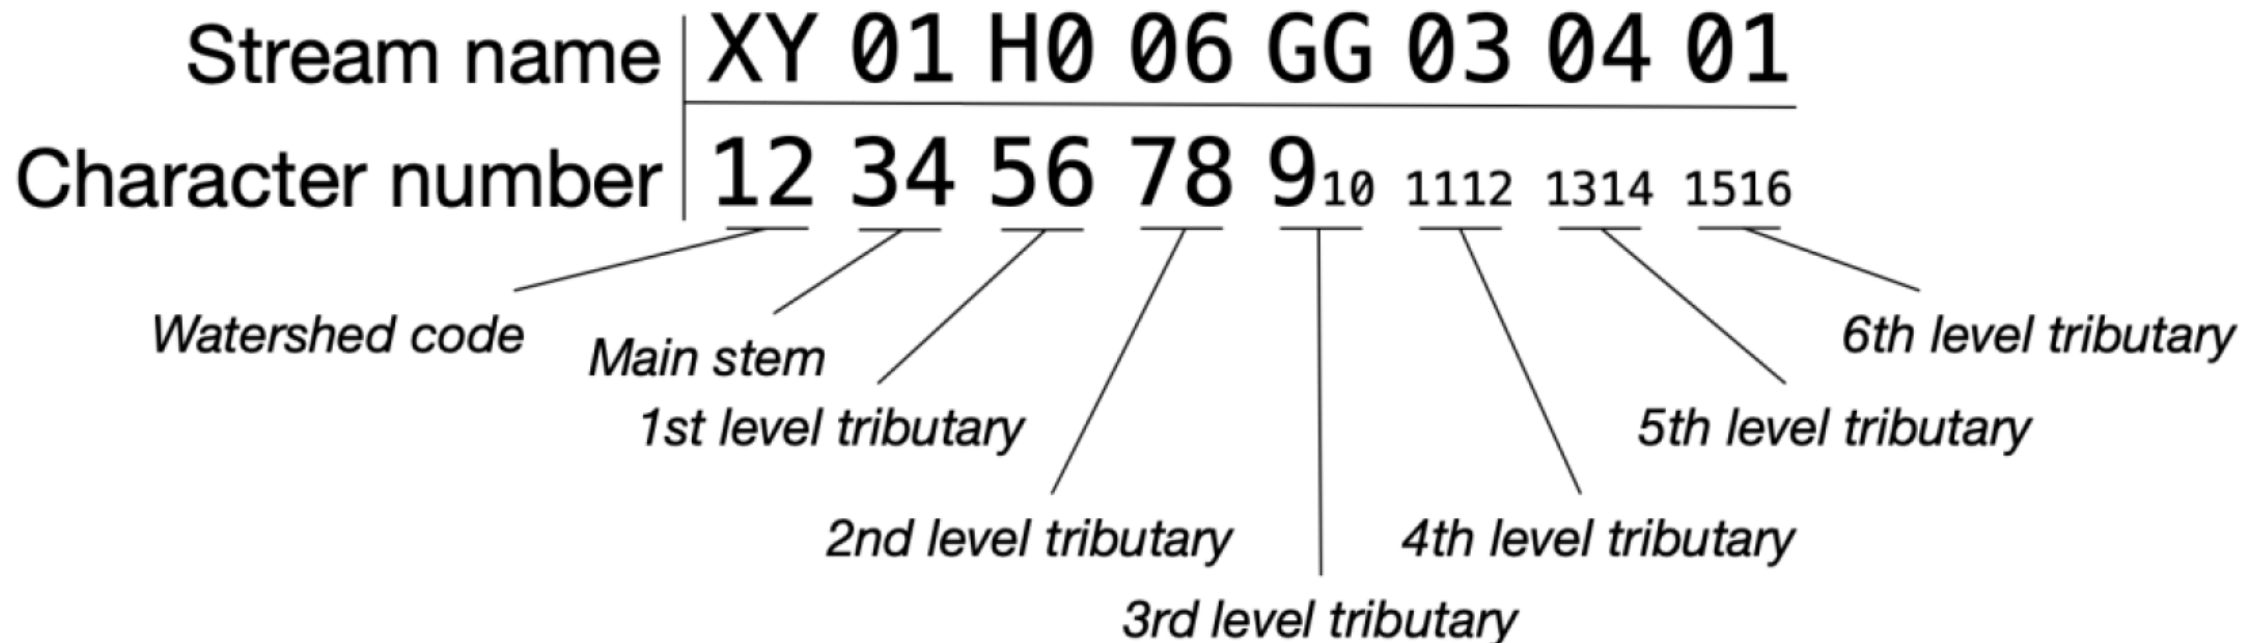 Stream name XY 01 H0 06 GG 03 04 01
Character number 12 34 56 78 910 1112 1314 1516
Watershed code
Main stem
1st level tributary
2nd level tributary
3rd level tributary
4th level tributary
5th level tributary
6th level tributary